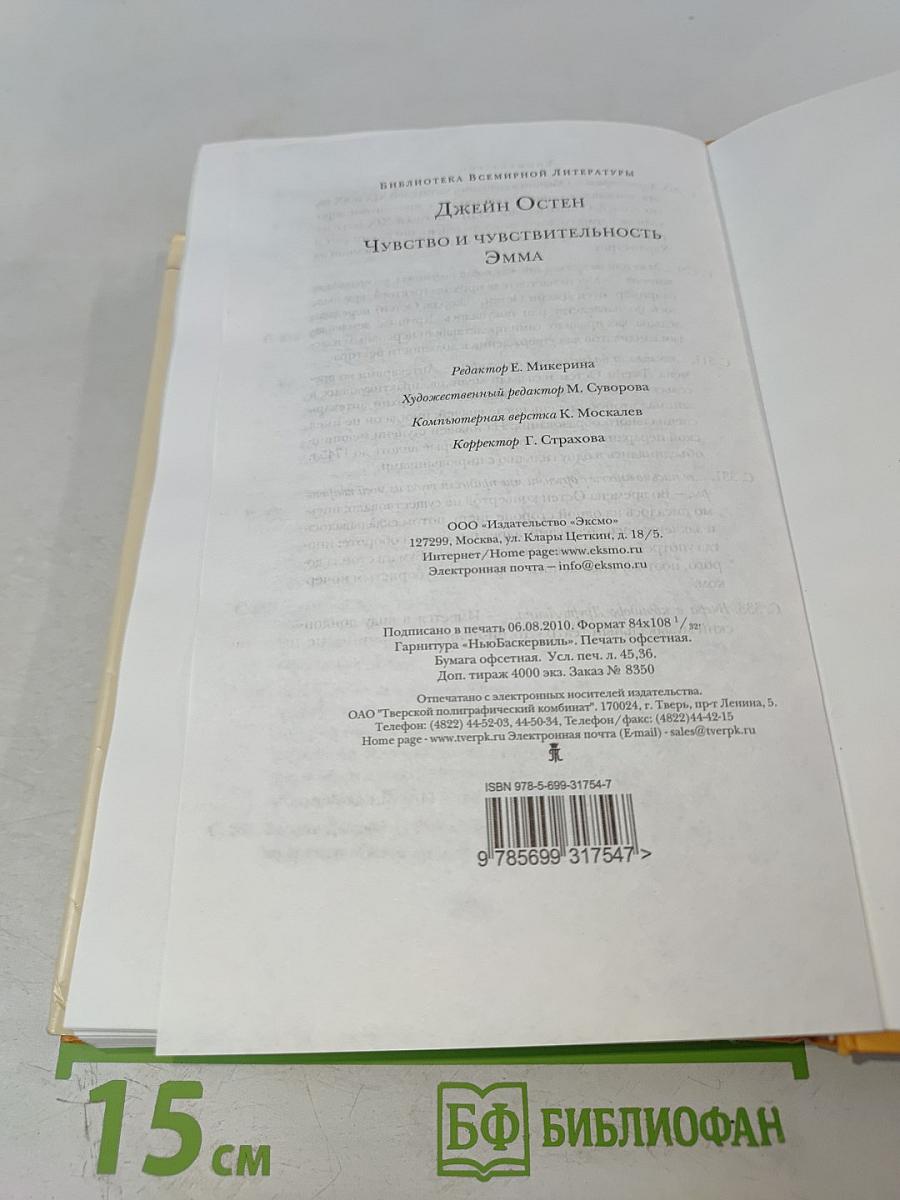 Библиотека Всемирной Литературы
Джейн Остен
Чувство и чувствительность
Эмма
Редактор Е. Микерина
Художественный редактор М. Суворова
Компьютерная верстка К. Москалев
Корректор Г. Страхова
ООО «Издательство «Эксмо»
127299, Москва, ул. Клары Цеткин, д. 18/5.
Интернет/Home page: www.eksmo.ru
Электронная почта — info@eksmo.ru
Подписано в печать 06.08.2010. Формат 84x108 1/32.
Гарнитура «НьюБаскервиль». Печать офсетная.
Бумага офсетная. Усл. печ. л. 45,36.
Доп. тираж 4000 экз. Заказ № 8350
Отпечатано с электронных носителей издательства.
ОАО "Тверской полиграфический комбинат". 170024, г. Тверь, пр-т Ленина, 5.
Телефон: (4822) 44-52-03, 44-50-34, Телефон/факс: (4822)44-42-15
Home page - www.tverpk.ru Электронная почта (E-mail) - sales@tverpk.ru
ISBN 978-5-699-31754-7
9 785699 317547 >
15 см
БФ БИБЛИОФАН